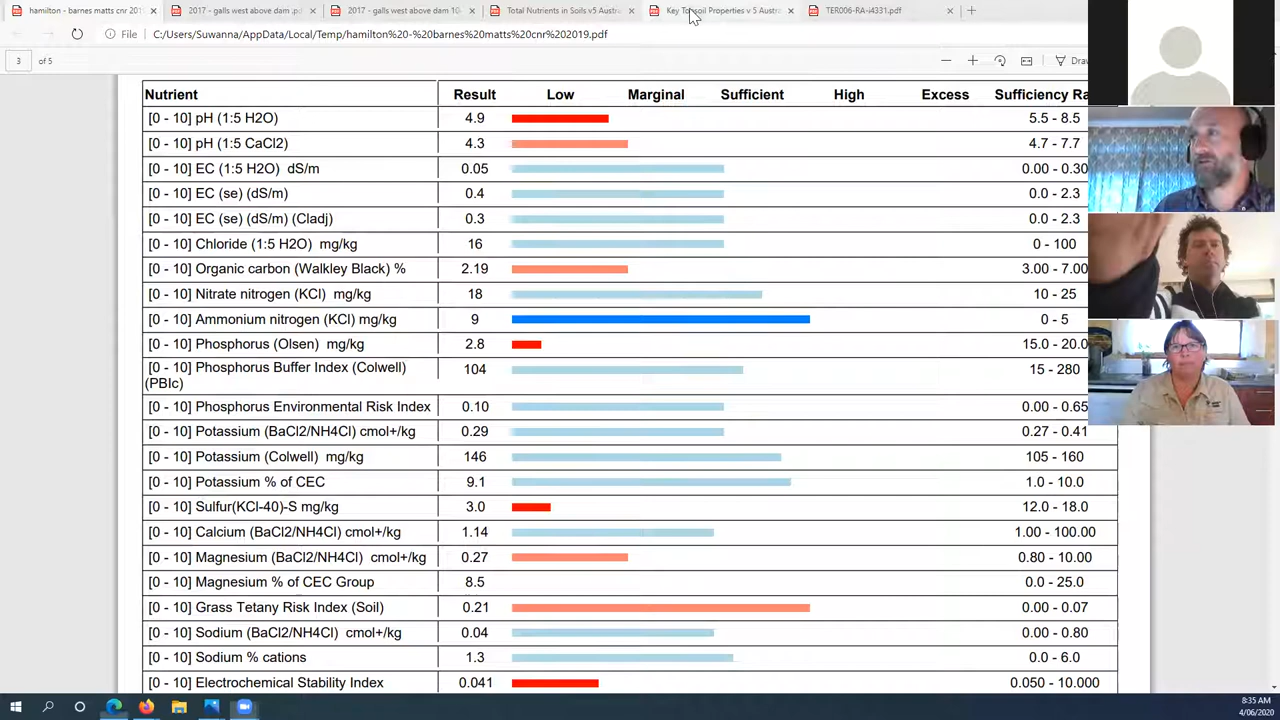 hamilton - barnes matts cnr 2019
2017 - galls west above dam :pdf
2017 - galls west above dam 10-
Total Nutrients in Soils v5 Austra
Key Topsoil Properties v 5 Austra
TER006-RA-i4331.pdf
File C:/Users/Suwanna/AppData/Local/Temp/hamilton%20-%20barnes%20matts%20cnr%202019.pdf
3 of 5
Draw
Nutrient Result Low Marginal Sufficient High Excess Sufficiency Ra
[0 - 10] pH (1:5 H2O) 4.9 5.5 - 8.5
[0 - 10] pH (1:5 CaCl2) 4.3 4.7 - 7.7
[0 - 10] EC (1:5 H2O) dS/m 0.05 0.00 - 0.30
[0 - 10] EC (se) (dS/m) 0.4 0.0 - 2.3
[0 - 10] EC (se) (dS/m) (Cladj) 0.3 0.0 - 2.3
[0 - 10] Chloride (1:5 H2O) mg/kg 16 0 - 100
[0 - 10] Organic carbon (Walkley Black) % 2.19 3.00 - 7.00
[0 - 10] Nitrate nitrogen (KCl) mg/kg 18 10 - 25
[0 - 10] Ammonium nitrogen (KCl) mg/kg 9 0 - 5
[0 - 10] Phosphorus (Olsen) mg/kg 2.8 15.0 - 20.0
[0 - 10] Phosphorus Buffer Index (Colwell) 104 15 - 280
(PBIc)
[0 - 10] Phosphorus Environmental Risk Index 0.10 0.00 - 0.65
[0 - 10] Potassium (BaCl2/NH4Cl) cmol+/kg 0.29 0.27 - 0.41
[0 - 10] Potassium (Colwell) mg/kg 146 105 - 160
[0 - 10] Potassium % of CEC 9.1 1.0 - 10.0
[0 - 10] Sulfur(KCl-40)-S mg/kg 3.0 12.0 - 18.0
[0 - 10] Calcium (BaCl2/NH4Cl) cmol+/kg 1.14 1.00 - 100.00
[0 - 10] Magnesium (BaCl2/NH4Cl) cmol+/kg 0.27 0.80 - 10.00
[0 - 10] Magnesium % of CEC Group 8.5 0.0 - 25.0
[0 - 10] Grass Tetany Risk Index (Soil) 0.21 0.00 - 0.07
[0 - 10] Sodium (BaCl2/NH4Cl) cmol+/kg 0.04 0.00 - 0.80
[0 - 10] Sodium % cations 1.3 0.0 - 6.0
[0 - 10] Electrochemical Stability Index 0.041 0.050 - 10.000
8:35 AM
4/06/2020